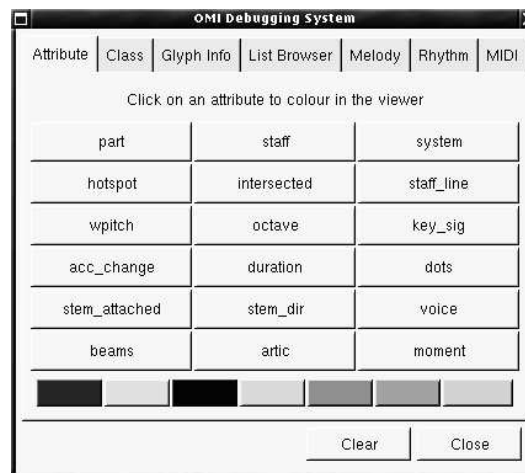 OMI Debugging System
Attribute Class Glyph Info List Browser Melody Rhythm MIDI
Click on an attribute to colour in the viewer
part staff system
hotspot intersected staff_line
wpitch octave key_sig
acc_change duration dots
stem_attached stem_dir voice
beams artic moment
Clear Close